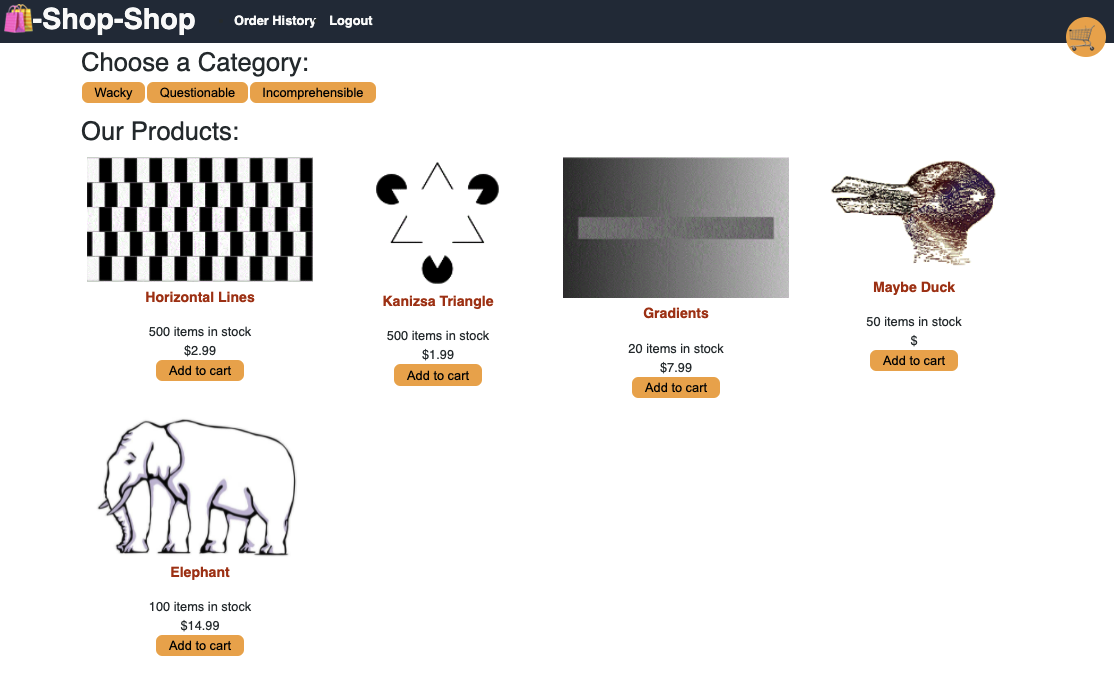 -Shop-Shop
Order History Logout
Choose a Category:
Wacky Questionable Incomprehensible
Our Products:
Horizontal Lines
500 items in stock
$2.99
Add to cart
Kanizsa Triangle
500 items in stock
$1.99
Add to cart
Gradients
20 items in stock
$7.99
Add to cart
Maybe Duck
50 items in stock
$
Add to cart
Elephant
100 items in stock
$14.99
Add to cart